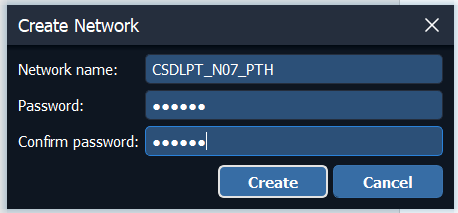 Create Network
Network name: CSDLPT_N07_PTH
Password: ●●●●●●
Confirm password: ●●●●●●
Create Cancel